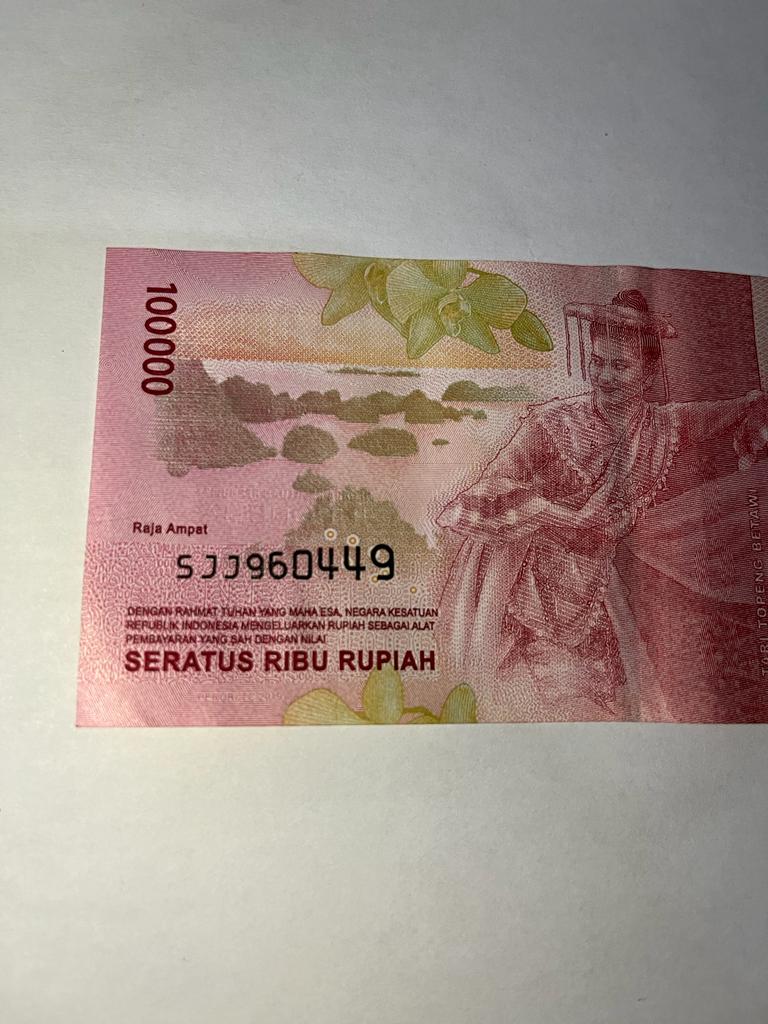 100000
Raja Ampat
SJJ960449
DENGAN RAHMAT TUHAN YANG MAHA ESA, NEGARA KESATUAN
REPUBLIK INDONESIA MENGELUARKAN RUPIAH SEBAGAI ALAT
PEMBAYARAN YANG SAH DENGAN NILAI
SERATUS RIBU RUPIAH
TARI TOPENG BETAWI